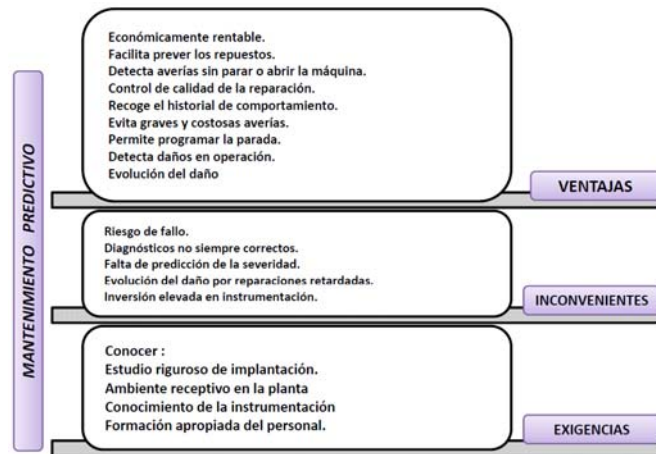 MANTENIMIENTO PREDICTIVO
Económicamente rentable.
Facilita prever los repuestos.
Detecta averías sin parar o abrir la máquina.
Control de calidad de la reparación.
Recoge el historial de comportamiento.
Evita graves y costosas averías.
Permite programar la parada.
Detecta daños en operación.
Evolución del daño
VENTAJAS
Riesgo de fallo.
Diagnósticos no siempre correctos.
Falta de predicción de la severidad.
Evolución del daño por reparaciones retardadas.
Inversión elevada en instrumentación.
INCONVENIENTES
Conocer :
Estudio riguroso de implantación.
Ambiente receptivo en la planta
Conocimiento de la instrumentación
Formación apropiada del personal.
EXIGENCIAS